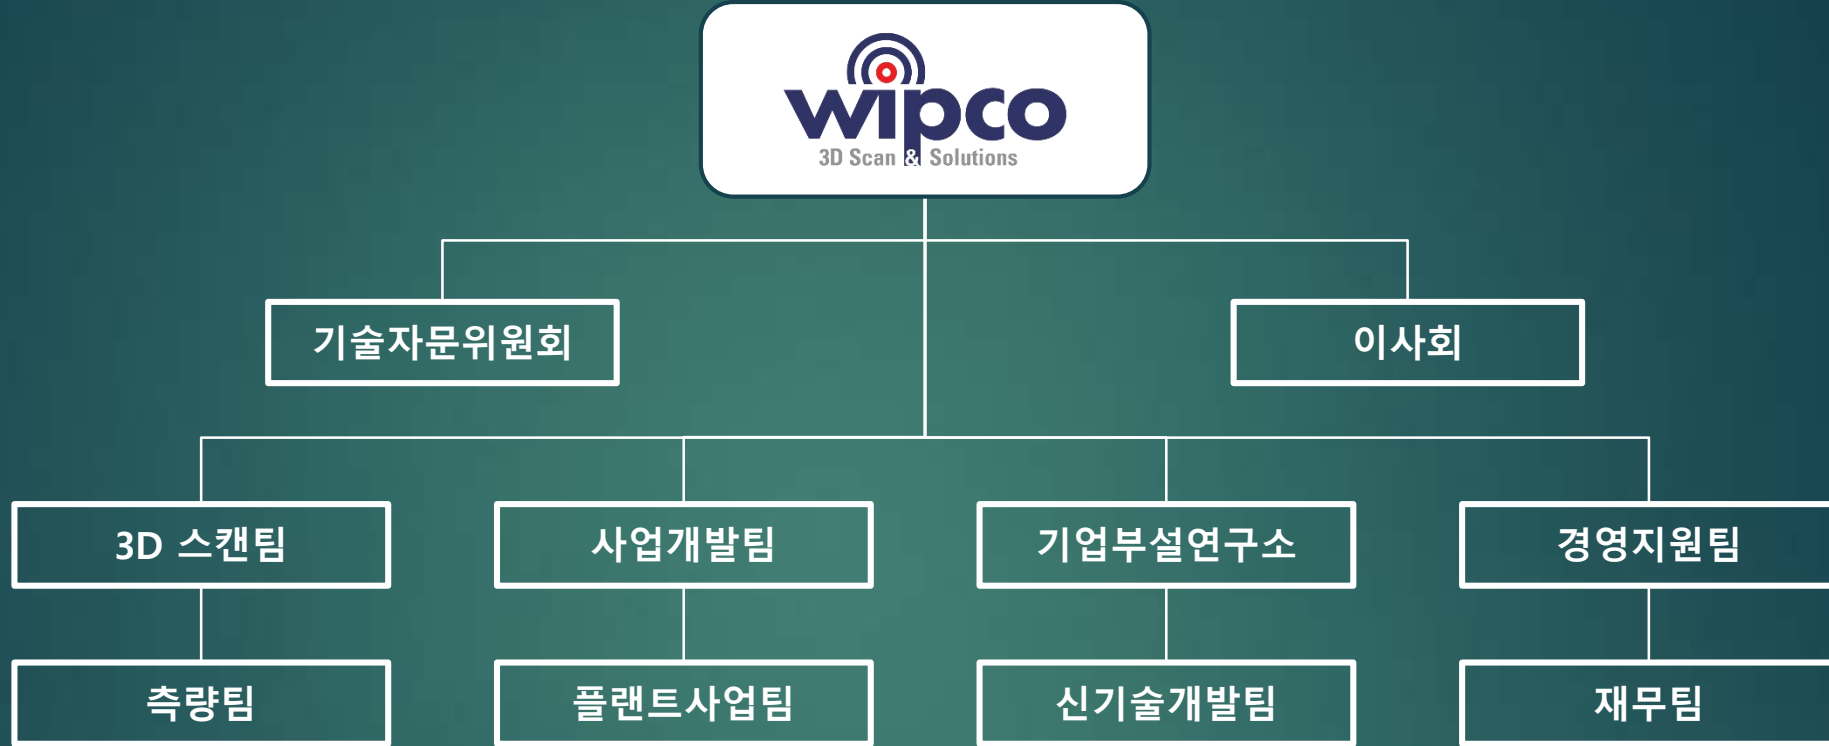 wipco
3D Scan & Solutions
기술자문위원회
이사회
3D 스캔팀
사업개발팀
기업부설연구소
경영지원팀
측량팀
플랜트사업팀
신기술개발팀
재무팀